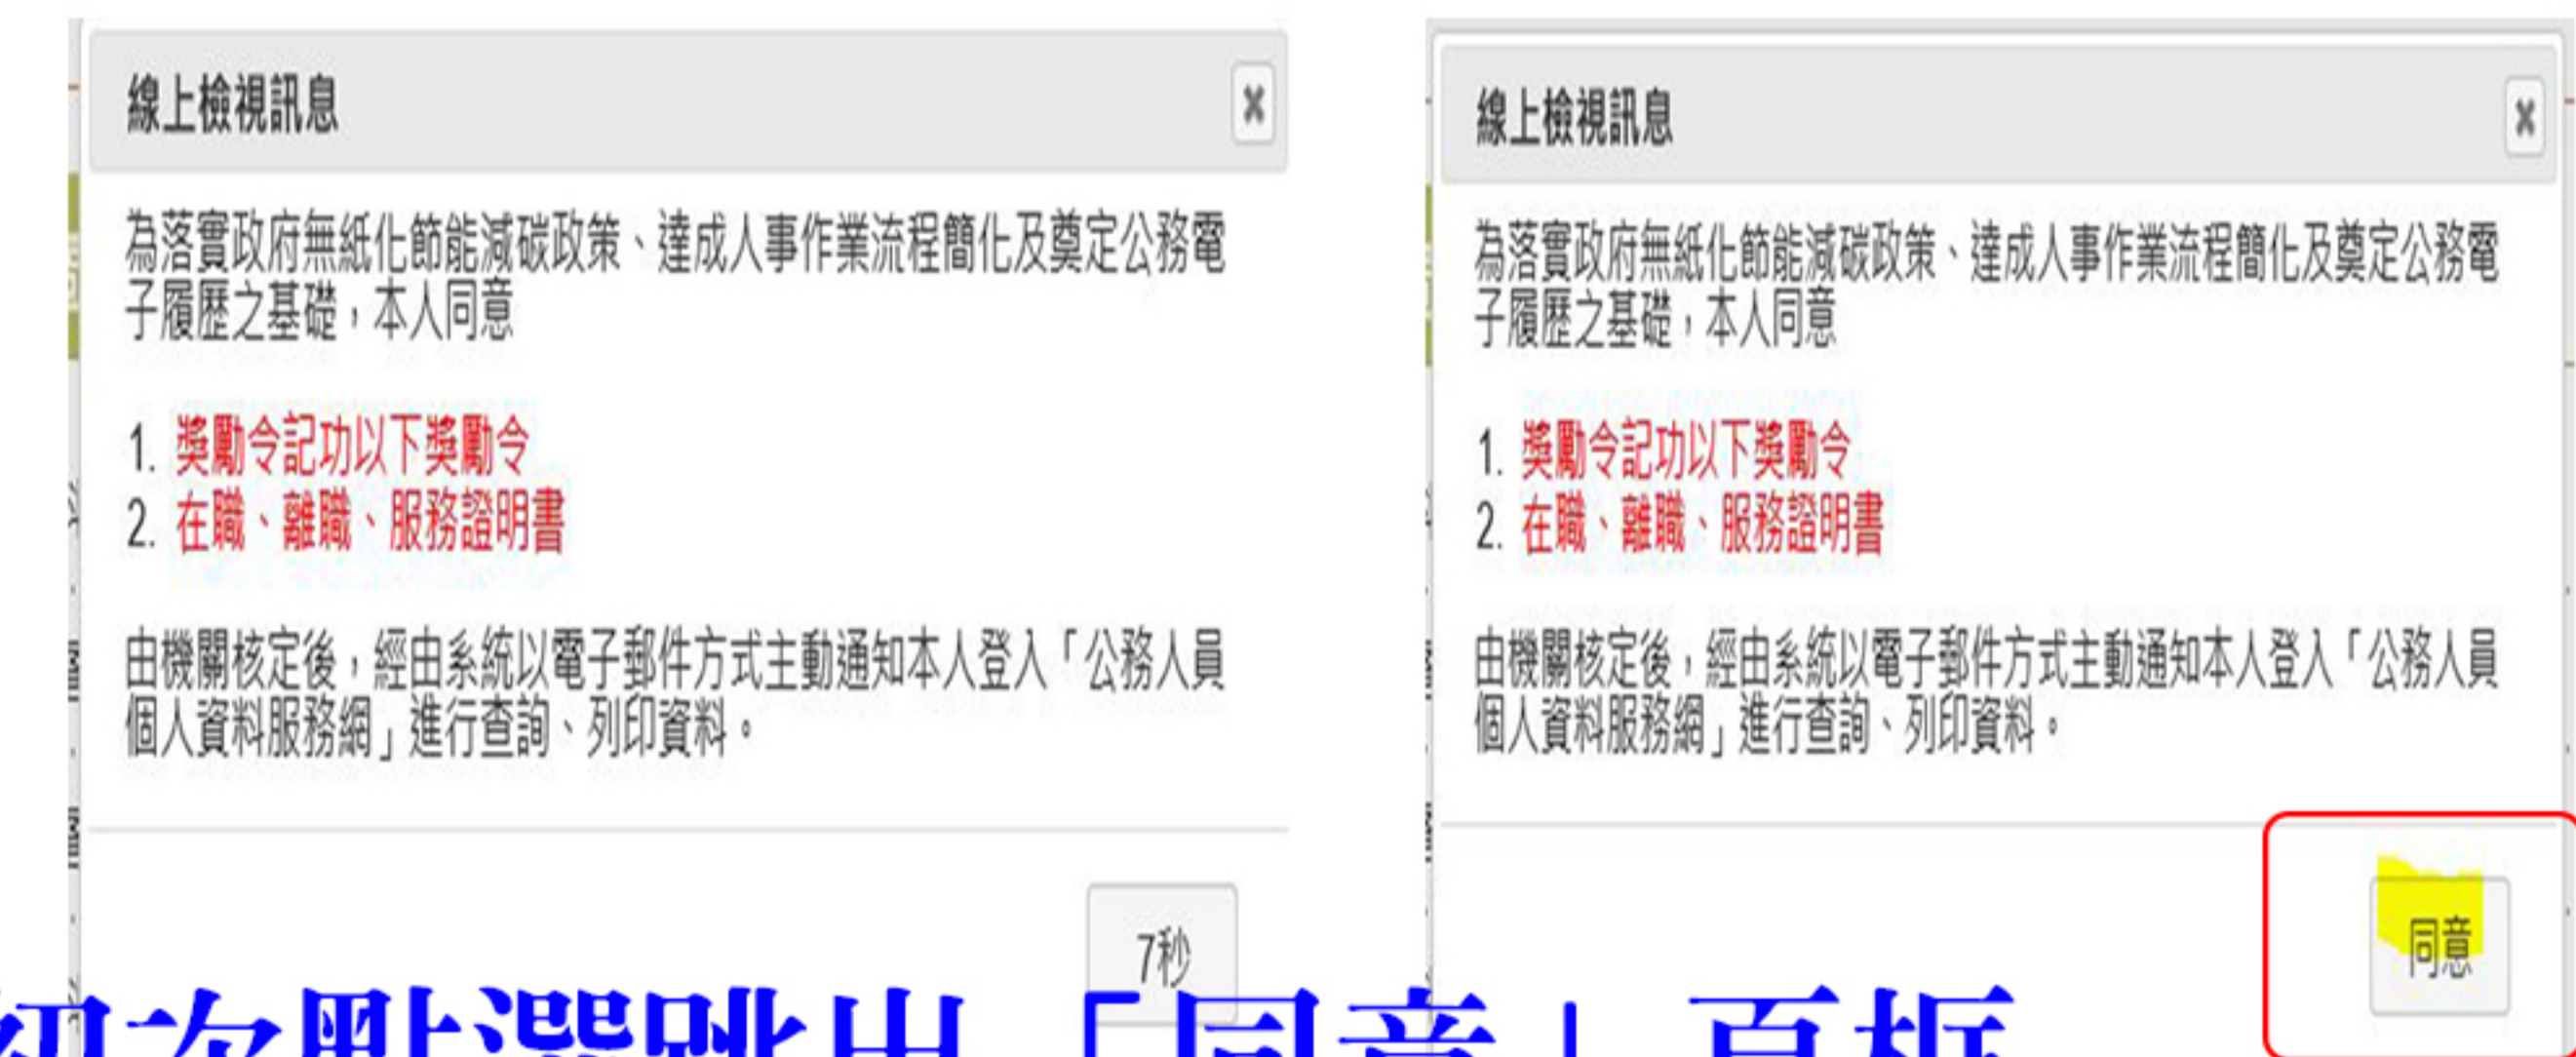 線上檢視訊息
為落實政府無紙化節能減碳政策、達成人事作業流程簡化及奠定公務電
子履歷之基礎，本人同意
1. 獎勵令記功以下獎勵令
2. 在職、離職、服務證明書
由機關核定後，經由系統以電子郵件方式主動通知本人登入「公務人員
個人資料服務網」進行查詢、列印資料。
7秒
線上檢視訊息
為落實政府無紙化節能減碳政策、達成人事作業流程簡化及奠定公務電
子履歷之基礎，本人同意
1. 獎勵令記功以下獎勵令
2. 在職、離職、服務證明書
由機關核定後，經由系統以電子郵件方式主動通知本人登入「公務人員
個人資料服務網」進行查詢、列印資料。
同意
初次點選跳出「同意」頁框